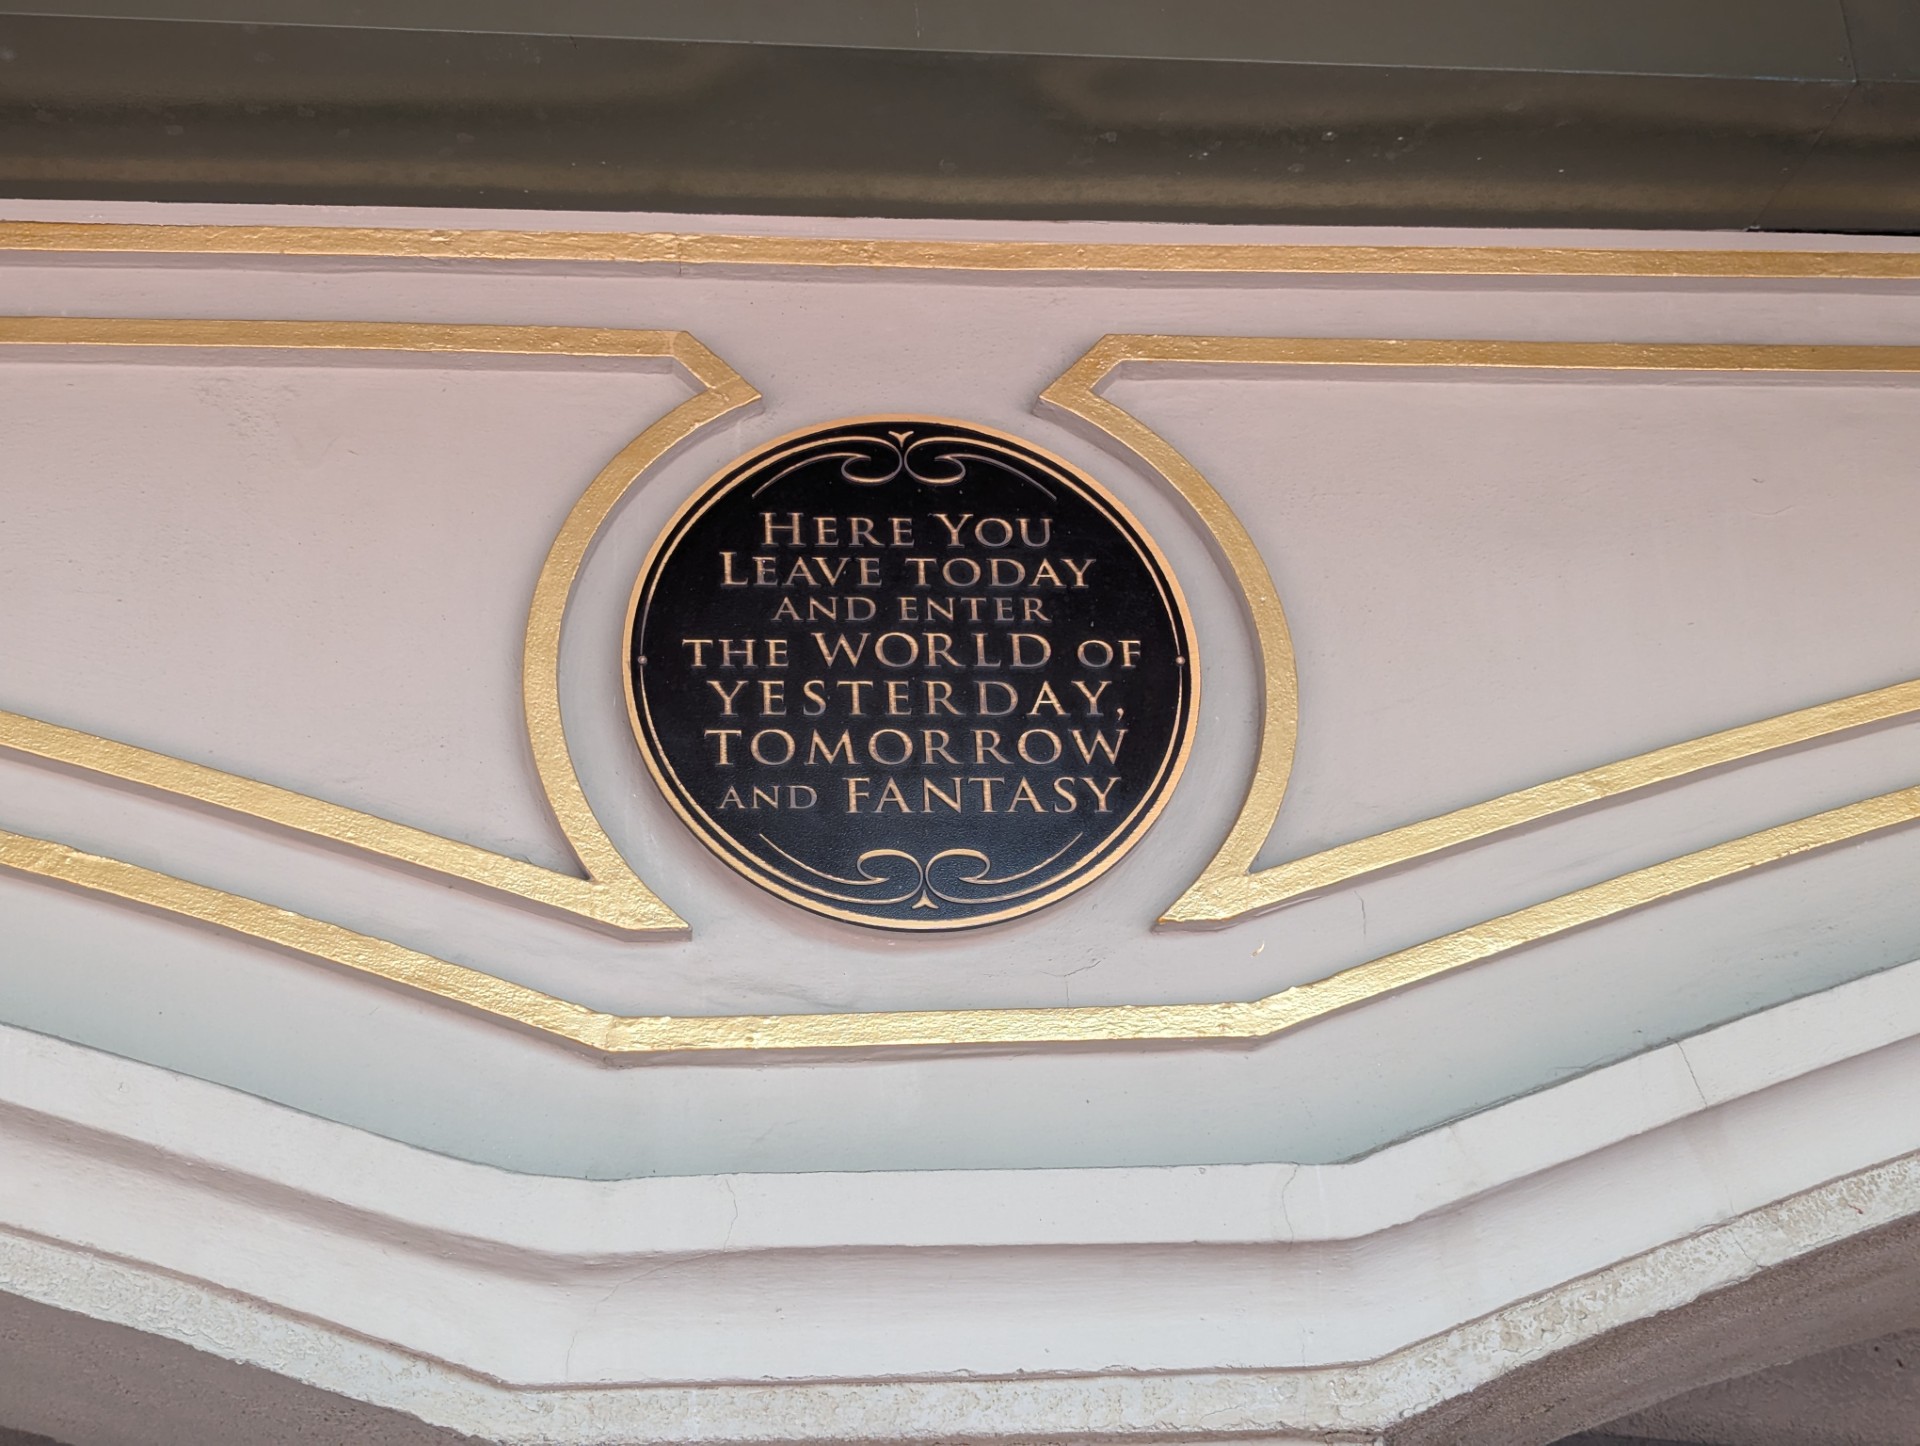 Here You
Leave Today
and enter
the World of
Yesterday,
Tomorrow
and Fantasy